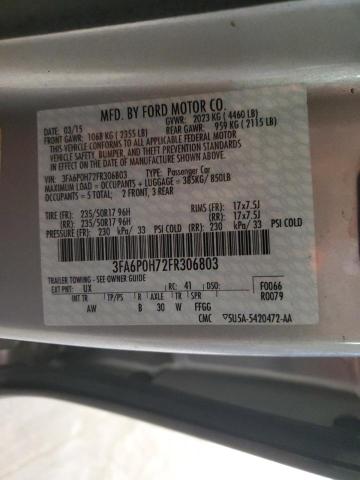 MFD. BY FORD MOTOR CO.
DATE: 03/15 GVWR: 2023 KG ( 4460 LB)
FRONT GAWR: 1068 KG ( 2355 LB) REAR GAWR: 959 KG ( 2115 LB)
THIS VEHICLE CONFORMS TO ALL APPLICABLE FEDERAL MOTOR
VEHICLE SAFETY, BUMPER, AND THEFT PREVENTION STANDARDS
IN EFFECT ON THE DATE OF MANUFACTURE SHOWN ABOVE.
VIN: 3FA6P0H72FR306803 TYPE: Passenger Car
MAXIMUM LOAD = OCCUPANTS + LUGGAGE = 385KG/ 850LB
OCCUPANTS = 5 TOTAL: 2 FRONT, 3 REAR
TIRE (FR): 235/50R17 96H RIMS (FR): 17x7.5J
TIRE (RR): 235/50R17 96H (RR): 17x7.5J
PRESSURE (FR): 230 kPa/ 33 PSI COLD (RR): 230 kPa/ 33 PSI COLD
3FA6P0H72FR306803
TRAILER TOWING - SEE OWNER GUIDE
EXT PNT: UX RC: 41 DSO: F0066
INT TR TP/PS R AXLE TR SPR R0079
AW B 30 W FFGG
CMC 5U5A-5420472-AA